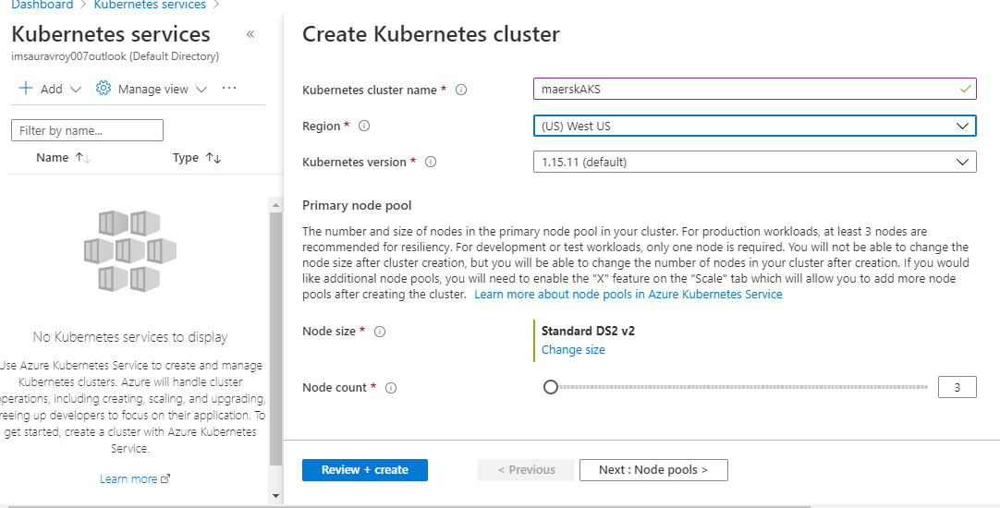 Dashboard > Kubernetes services >
Kubernetes services «
imsauravroy007outlook (Default Directory)
+ Add Manage view ...
Filter by name...
Name ↑↓ Type ↑↓
No Kubernetes services to display
Use Azure Kubernetes Service to create and manage
Kubernetes clusters. Azure will handle cluster
operations, including creating, scaling, and upgrading,
freeing up developers to focus on their application. To
get started, create a cluster with Azure Kubernetes
Service.
Learn more
Create Kubernetes cluster
Kubernetes cluster name * maerskAKS
Region * (US) West US
Kubernetes version * 1.15.11 (default)
Primary node pool
The number and size of nodes in the primary node pool in your cluster. For production workloads, at least 3 nodes are
recommended for resiliency. For development or test workloads, only one node is required. You will not be able to change the
node size after cluster creation, but you will be able to change the number of nodes in your cluster after creation. If you would
like additional node pools, you will need to enable the "X" feature on the "Scale" tab which will allow you to add more node
pools after creating the cluster. Learn more about node pools in Azure Kubernetes Service
Node size * Standard DS2 v2
Change size
Node count * 3
Review + create < Previous Next : Node pools >